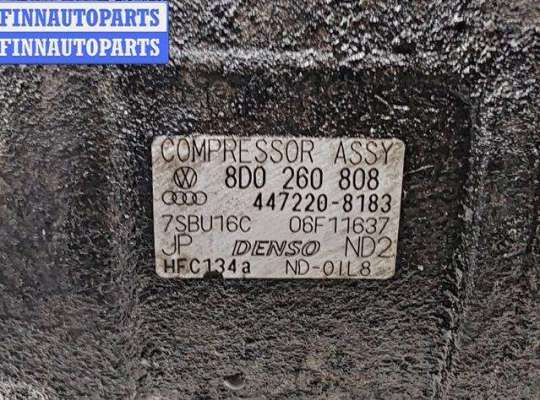 FINNAUTOPARTS
FINNAUTOPARTS
COMPRESSOR ASSY
8D0 260 808
447220-8183
7SBU16C 06F11637
JP DENSO ND2
HFC134a ND-OIL8